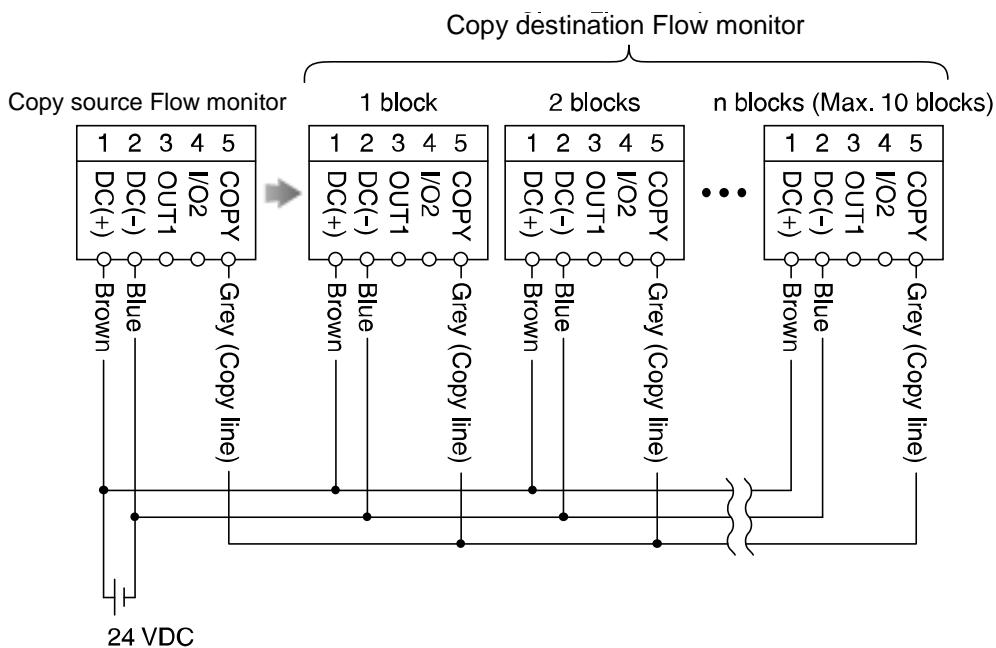 Copy destination Flow monitor
Copy source Flow monitor
1 block
2 blocks
n blocks (Max. 10 blocks)
1 2 3 4 5
DC(+)
DC(-)
OUT1
I/O2
COPY
1 2 3 4 5
DC(+)
DC(-)
OUT1
I/O2
COPY
1 2 3 4 5
DC(+)
DC(-)
OUT1
I/O2
COPY
1 2 3 4 5
DC(+)
DC(-)
OUT1
I/O2
COPY
Brown
Blue
Grey (Copy line)
Brown
Blue
Grey (Copy line)
Brown
Blue
Grey (Copy line)
Brown
Blue
Grey (Copy line)
24 VDC